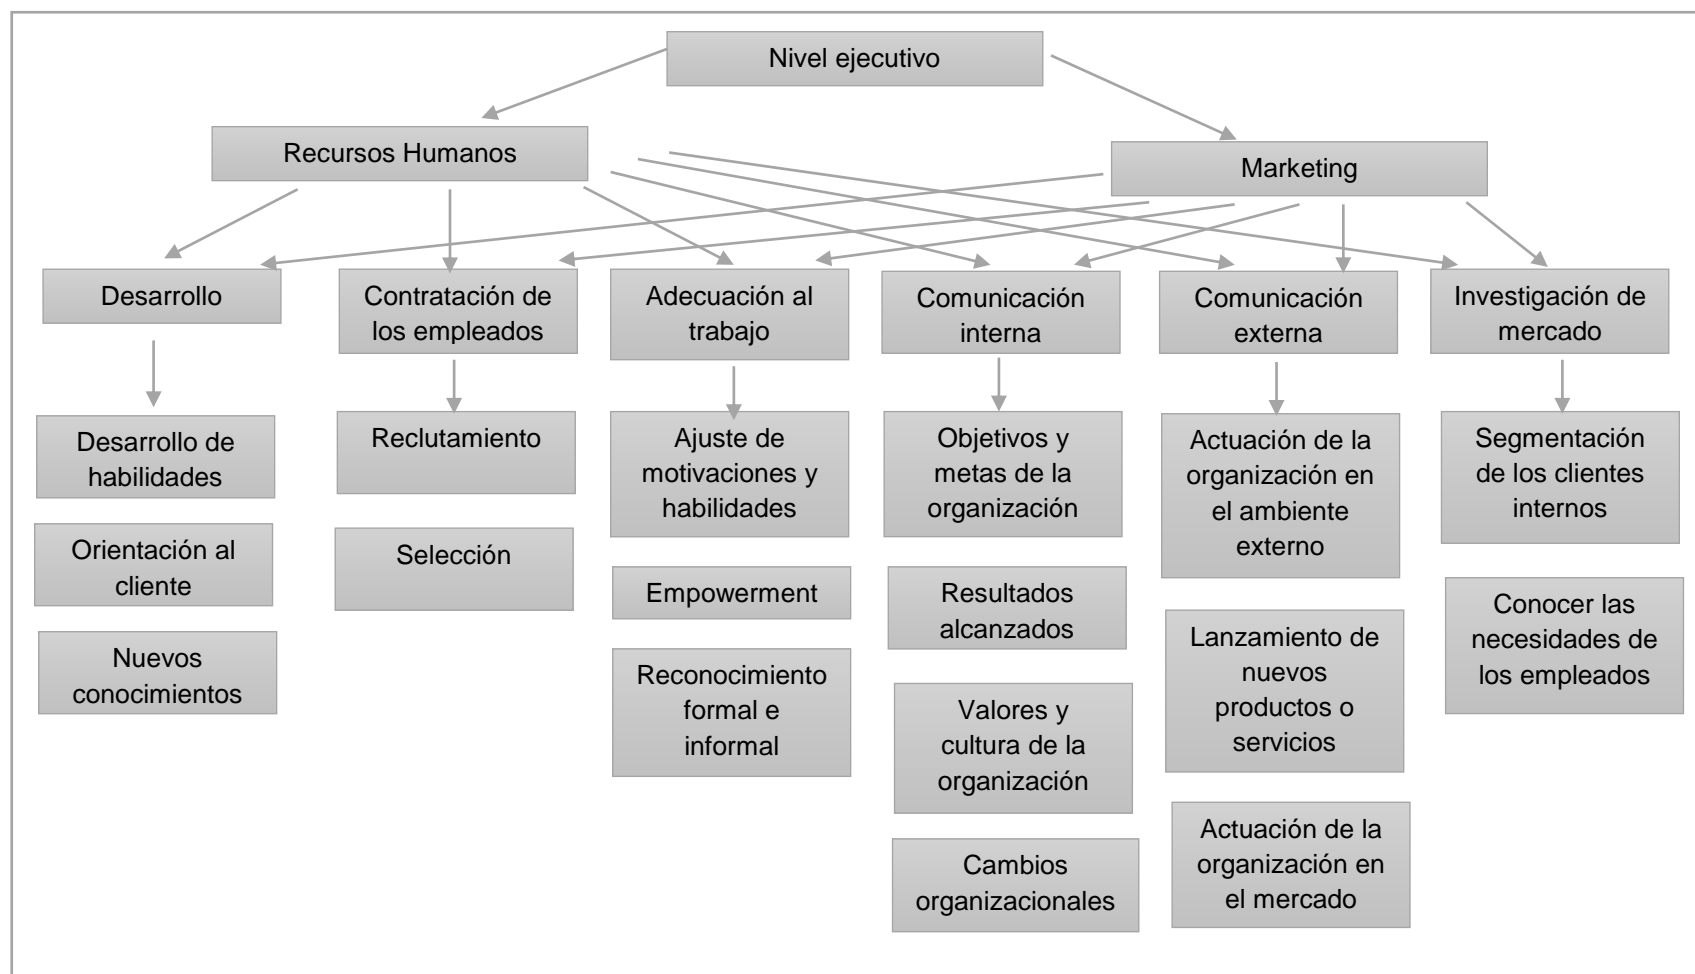 Nivel ejecutivo
Recursos Humanos
Marketing
Desarrollo
Contratación de
los empleados
Adecuación al
trabajo
Comunicación
interna
Comunicación
externa
Investigación de
mercado
Desarrollo de
habilidades
Orientación al
cliente
Nuevos
conocimientos
Reclutamiento
Selección
Ajuste de
motivaciones y
habilidades
Empowerment
Reconocimiento
formal e
informal
Objetivos y
metas de la
organización
Resultados
alcanzados
Valores y
cultura de la
organización
Cambios
organizacionales
Actuación de la
organización en
el ambiente
externo
Lanzamiento de
nuevos
productos o
servicios
Actuación de la
organización en
el mercado
Segmentación
de los clientes
internos
Conocer las
necesidades de
los empleados